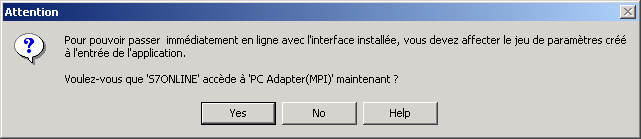 Attention
Pour pouvoir passer  immédiatement en ligne avec l'interface installée, vous devez affecter le jeu de paramètres créé
à l'entrée de l'application.
Voulez-vous que 'S7ONLINE' accède à 'PC Adapter(MPI)' maintenant ?
Yes
No
Help